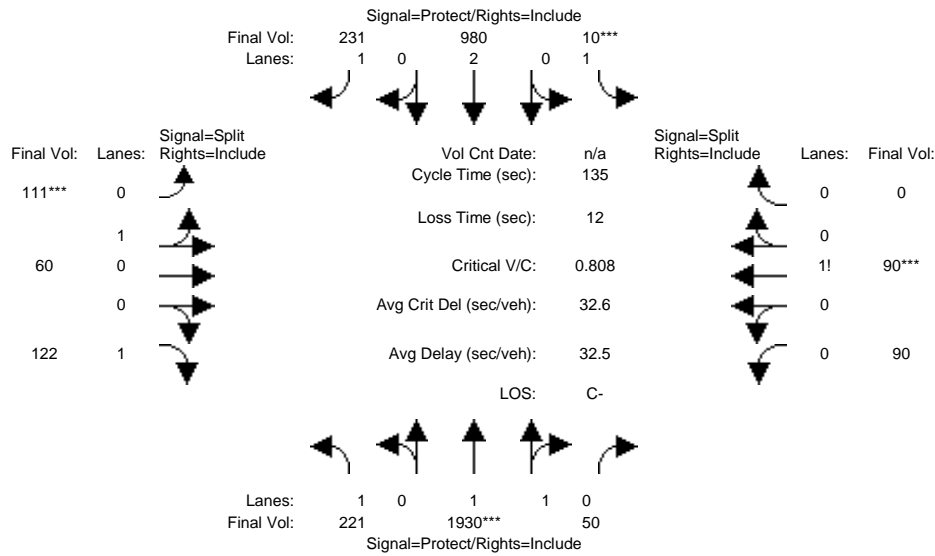 Signal=Protect/Rights=Include
Final Vol: 231 980 10***
Lanes: 1 0 2 0 1
Signal=Split Signal=Split
Final Vol: Lanes: Rights=Include Vol Cnt Date: n/a Rights=Include Lanes: Final Vol:
Cycle Time (sec): 135
111*** 0 0 0
Loss Time (sec): 12
1 0
60 0 Critical V/C: 0.808 1! 90***
0 Avg Crit Del (sec/veh): 32.6 0
122 1 Avg Delay (sec/veh): 32.5 0 90
LOS: C-
Lanes: 1 0 1 1 0
Final Vol: 221 1930*** 50
Signal=Protect/Rights=Include